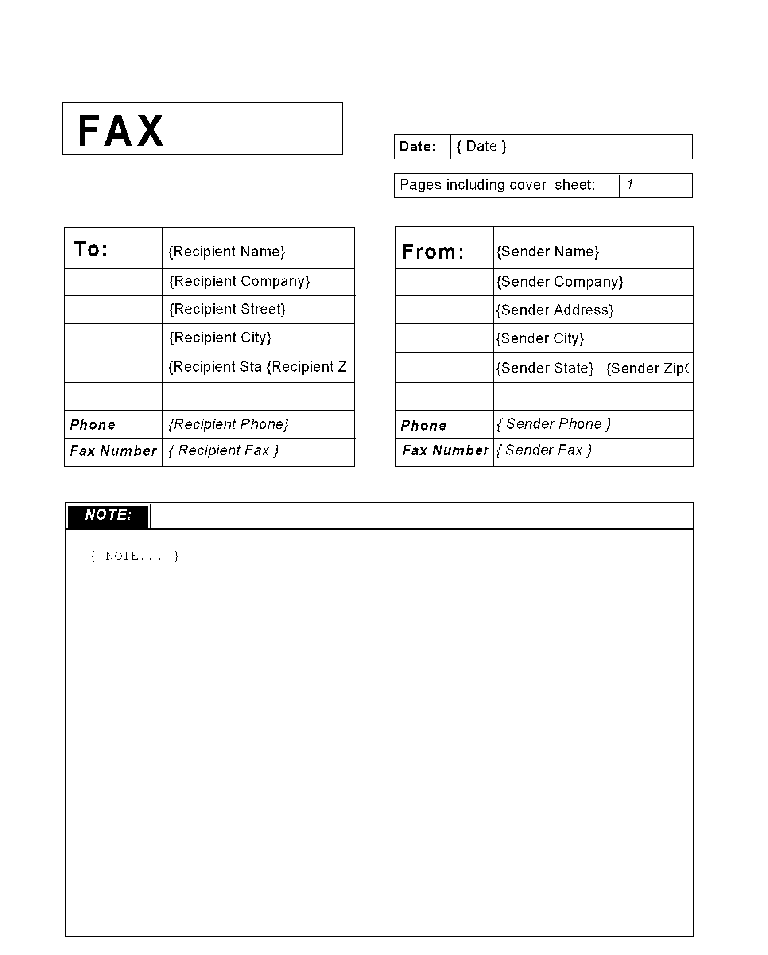 FAX
Date: { Date }
Pages including cover sheet: 1
To: {Recipient Name}
{Recipient Company}
{Recipient Street}
{Recipient City}
{Recipient Sta {Recipient Z
Phone {Recipient Phone}
Fax Number { Recipient Fax }
From: {Sender Name}
{Sender Company}
{Sender Address}
{Sender City}
{Sender State} {Sender Zip
Phone { Sender Phone }
Fax Number { Sender Fax }
NOTE:
{ NOTE... }